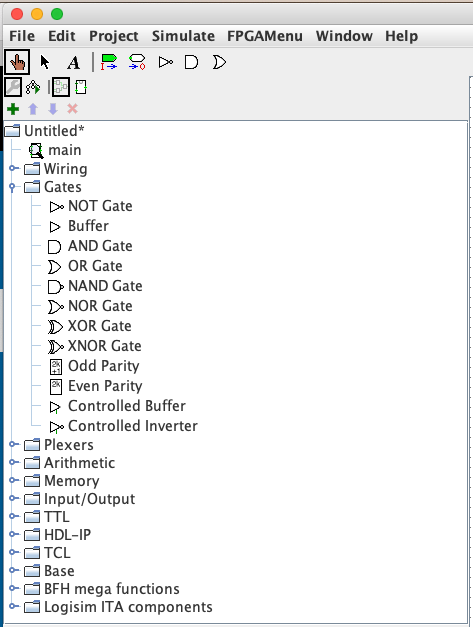 File Edit Project Simulate FPGAMenu Window Help
A
Untitled*
main
Wiring
Gates
NOT Gate
Buffer
AND Gate
OR Gate
NAND Gate
NOR Gate
XOR Gate
XNOR Gate
Odd Parity
Even Parity
Controlled Buffer
Controlled Inverter
Plexers
Arithmetic
Memory
Input/Output
TTL
HDL-IP
TCL
Base
BFH mega functions
Logisim ITA components